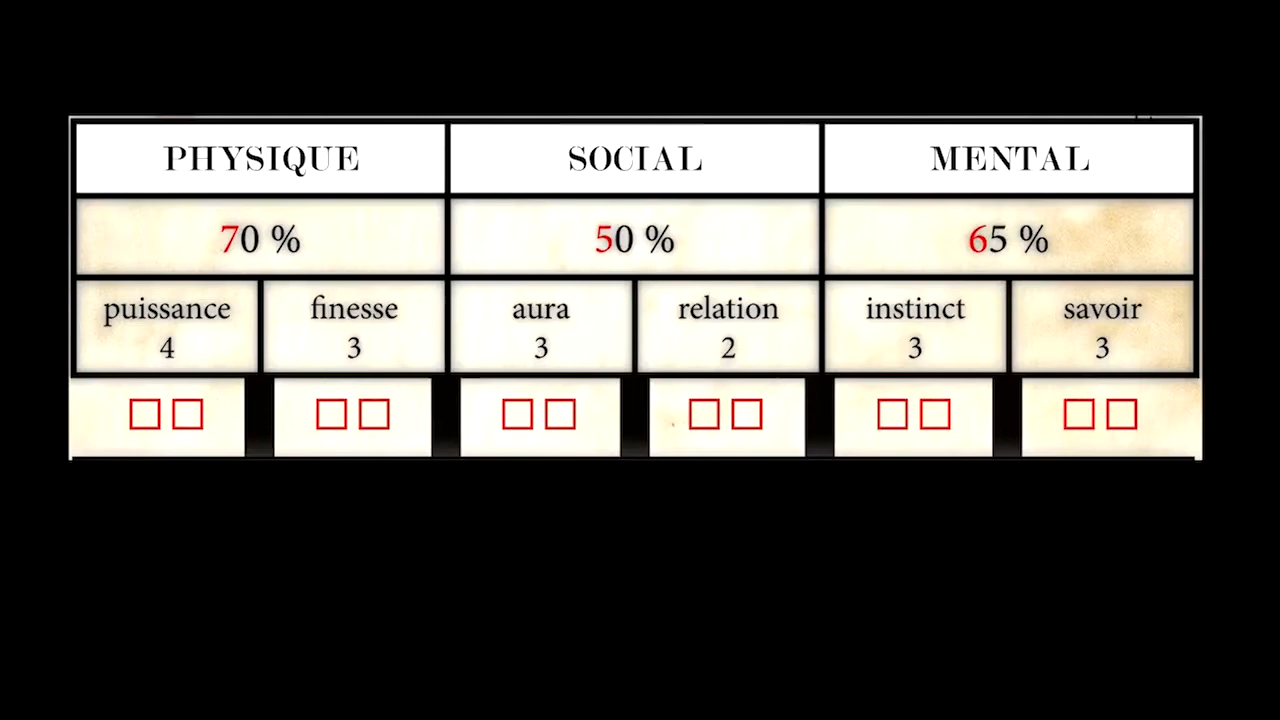 PHYSIQUE SOCIAL MENTAL
70 % 50 % 65 %
puissance finesse aura relation instinct savoir
4 3 3 2 3 3